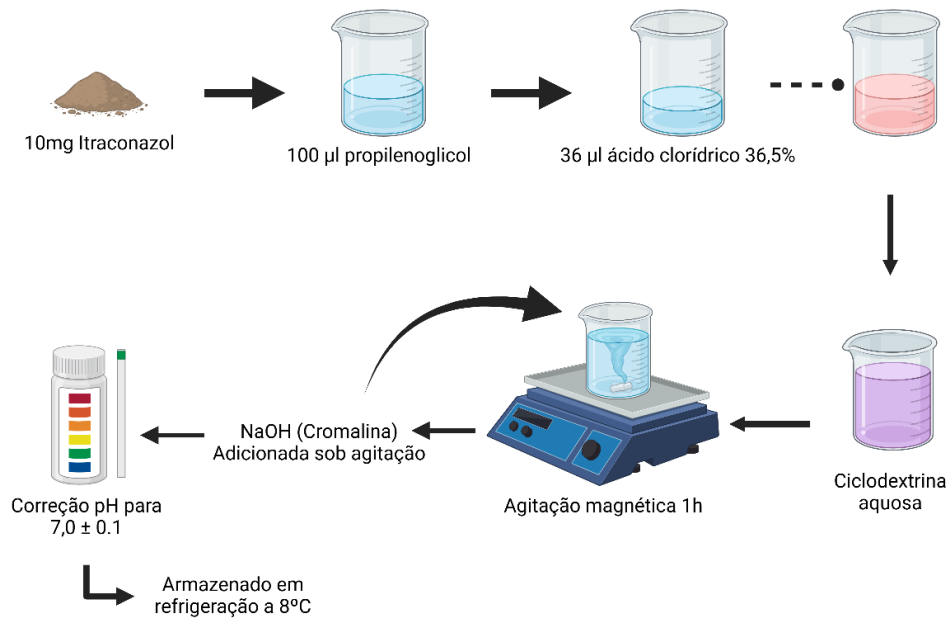 10mg Itraconazol
100 µl propilenoglicol
36 µl ácido clorídrico 36,5%
Ciclodextrina
aquosa
Agitação magnética 1h
NaOH (Cromalina)
Adicionada sob agitação
Correção pH para
7,0 ± 0.1
Armazenado em
refrigeração a 8ºC